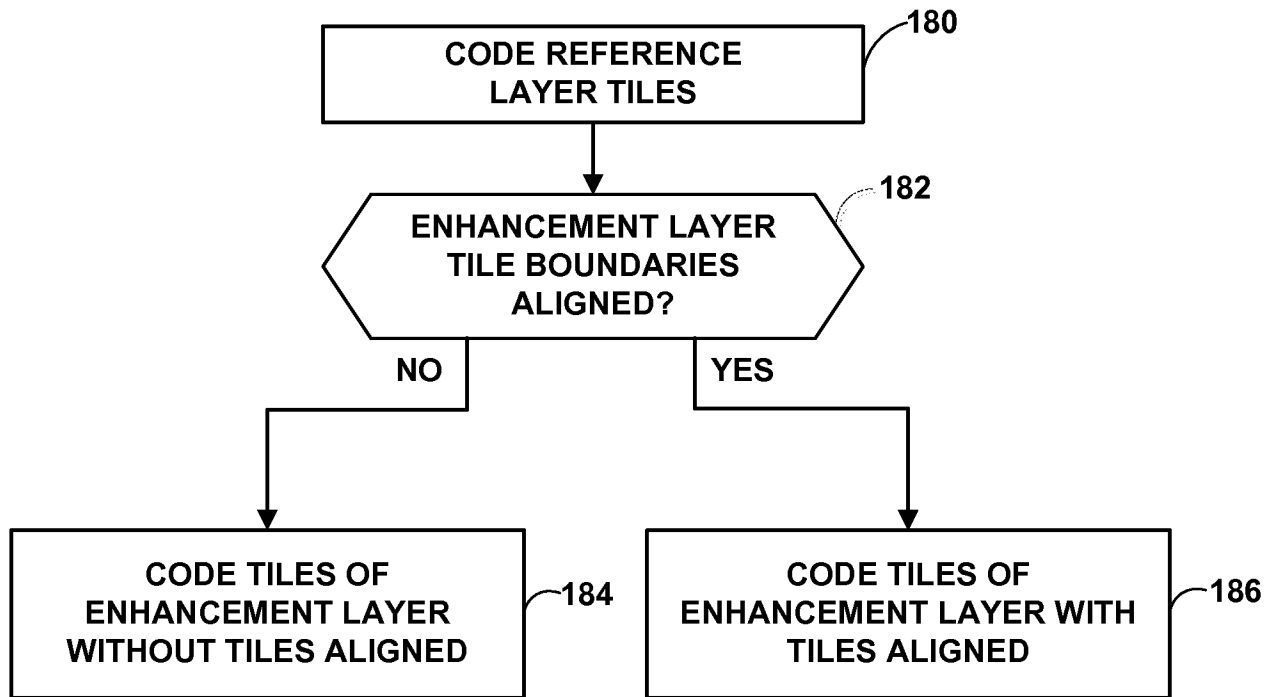 180
CODE REFERENCE
LAYER TILES
182
ENHANCEMENT LAYER
TILE BOUNDARIES
ALIGNED?
NO
YES
CODE TILES OF
ENHANCEMENT LAYER
WITHOUT TILES ALIGNED
184
CODE TILES OF
ENHANCEMENT LAYER WITH
TILES ALIGNED
186